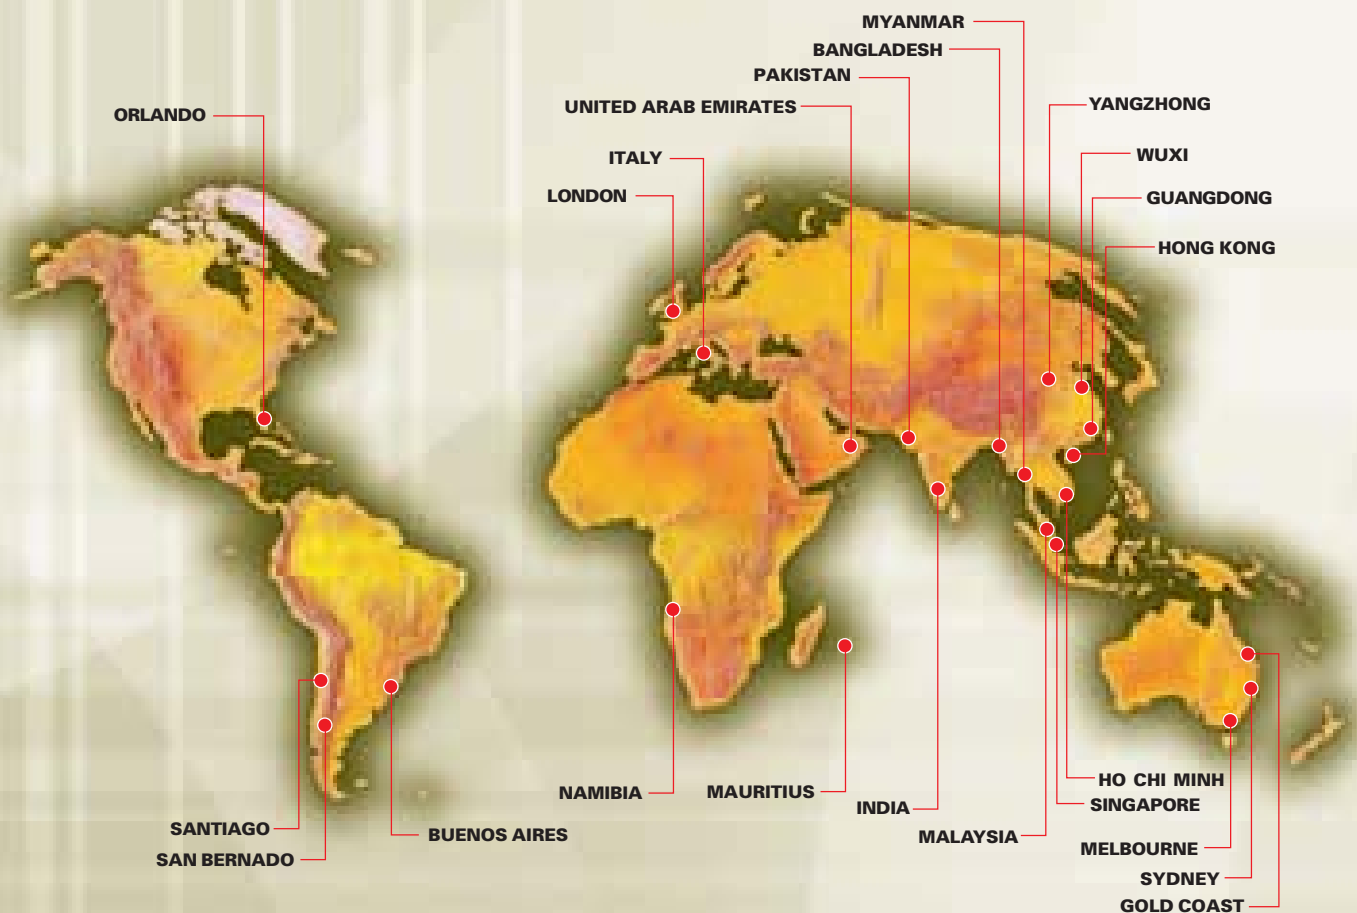 MYANMAR
BANGLADESH
PAKISTAN
UNITED ARAB EMIRATES
YANGZHONG
ORLANDO
ITALY
WUXI
LONDON
GUANGDONG
HONG KONG
HO CHI MINH
NAMIBIA
MAURITIUS
INDIA
SINGAPORE
SANTIAGO
BUENOS AIRES
MALAYSIA
SAN BERNADO
MELBOURNE
SYDNEY
GOLD COAST